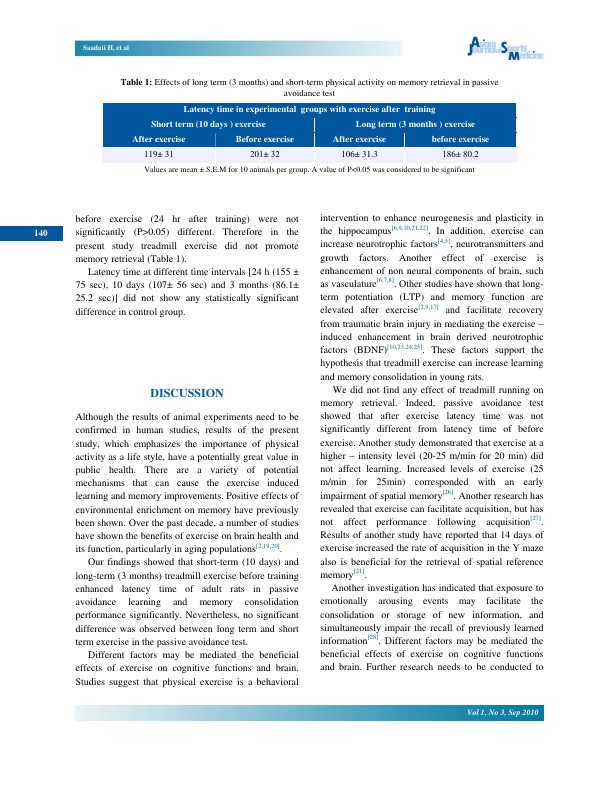 Saadati H, et al
Asian Journal of Sports Medicine
Table 1: Effects of long term (3 months) and short-term physical activity on memory retrieval in passive
avoidance test
Latency time in experimental groups with exercise after training
Short term (10 days ) exercise Long term (3 months ) exercise
After exercise Before exercise After exercise before exercise
119± 31 201± 32 106± 31.3 186± 80.2
Values are mean ± S.E.M for 10 animals per group. A value of P<0.05 was considered to be significant
140
before exercise (24 hr after training) were not
significantly (P>0.05) different. Therefore in the
present study treadmill exercise did not promote
memory retrieval (Table 1).
Latency time at different time intervals [24 h (155 ±
75 sec), 10 days (107± 56 sec) and 3 months (86.1±
25.2 sec)] did not show any statistically significant
difference in control group.
DISCUSSION
Although the results of animal experiments need to be
confirmed in human studies, results of the present
study, which emphasizes the importance of physical
activity as a life style, have a potentially great value in
public health. There are a variety of potential
mechanisms that can cause the exercise induced
learning and memory improvements. Positive effects of
environmental enrichment on memory have previously
been shown. Over the past decade, a number of studies
have shown the benefits of exercise on brain health and
its function, particularly in aging populations[2,19,20].
Our findings showed that short-term (10 days) and
long-term (3 months) treadmill exercise before training
enhanced latency time of adult rats in passive
avoidance learning and memory consolidation
performance significantly. Nevertheless, no significant
difference was observed between long term and short
term exercise in the passive avoidance test.
Different factors may be mediated the beneficial
effects of exercise on cognitive functions and brain.
Studies suggest that physical exercise is a behavioral
intervention to enhance neurogenesis and plasticity in
the hippocampus[6,9,10,21,22]. In addition, exercise can
increase neurotrophic factors[4,5], neurotransmitters and
growth factors. Another effect of exercise is
enhancement of non neural components of brain, such
as vasculature[6,7,8]. Other studies have shown that long-
term potentiation (LTP) and memory function are
elevated after exercise[2,9,17] and facilitate recovery
from traumatic brain injury in mediating the exercise –
induced enhancement in brain derived neurotrophic
factors (BDNF)[10,23,24,25]. These factors support the
hypothesis that treadmill exercise can increase learning
and memory consolidation in young rats.
We did not find any effect of treadmill running on
memory retrieval. Indeed, passive avoidance test
showed that after exercise latency time was not
significantly different from latency time of before
exercise. Another study demonstrated that exercise at a
higher – intensity level (20-25 m/min for 20 min) did
not affect learning. Increased levels of exercise (25
m/min for 25min) corresponded with an early
impairment of spatial memory[26]. Another research has
revealed that exercise can facilitate acquisition, but has
not affect performance following acquisition[27].
Results of another study have reported that 14 days of
exercise increased the rate of acquisition in the Y maze
also is beneficial for the retrieval of spatial reference
memory[21].
Another investigation has indicated that exposure to
emotionally arousing events may facilitate the
consolidation or storage of new information, and
simultaneously impair the recall of previously learned
information[28]. Different factors may be mediated the
beneficial effects of exercise on cognitive functions
and brain. Further research needs to be conducted to
Vol 1, No 3, Sep 2010